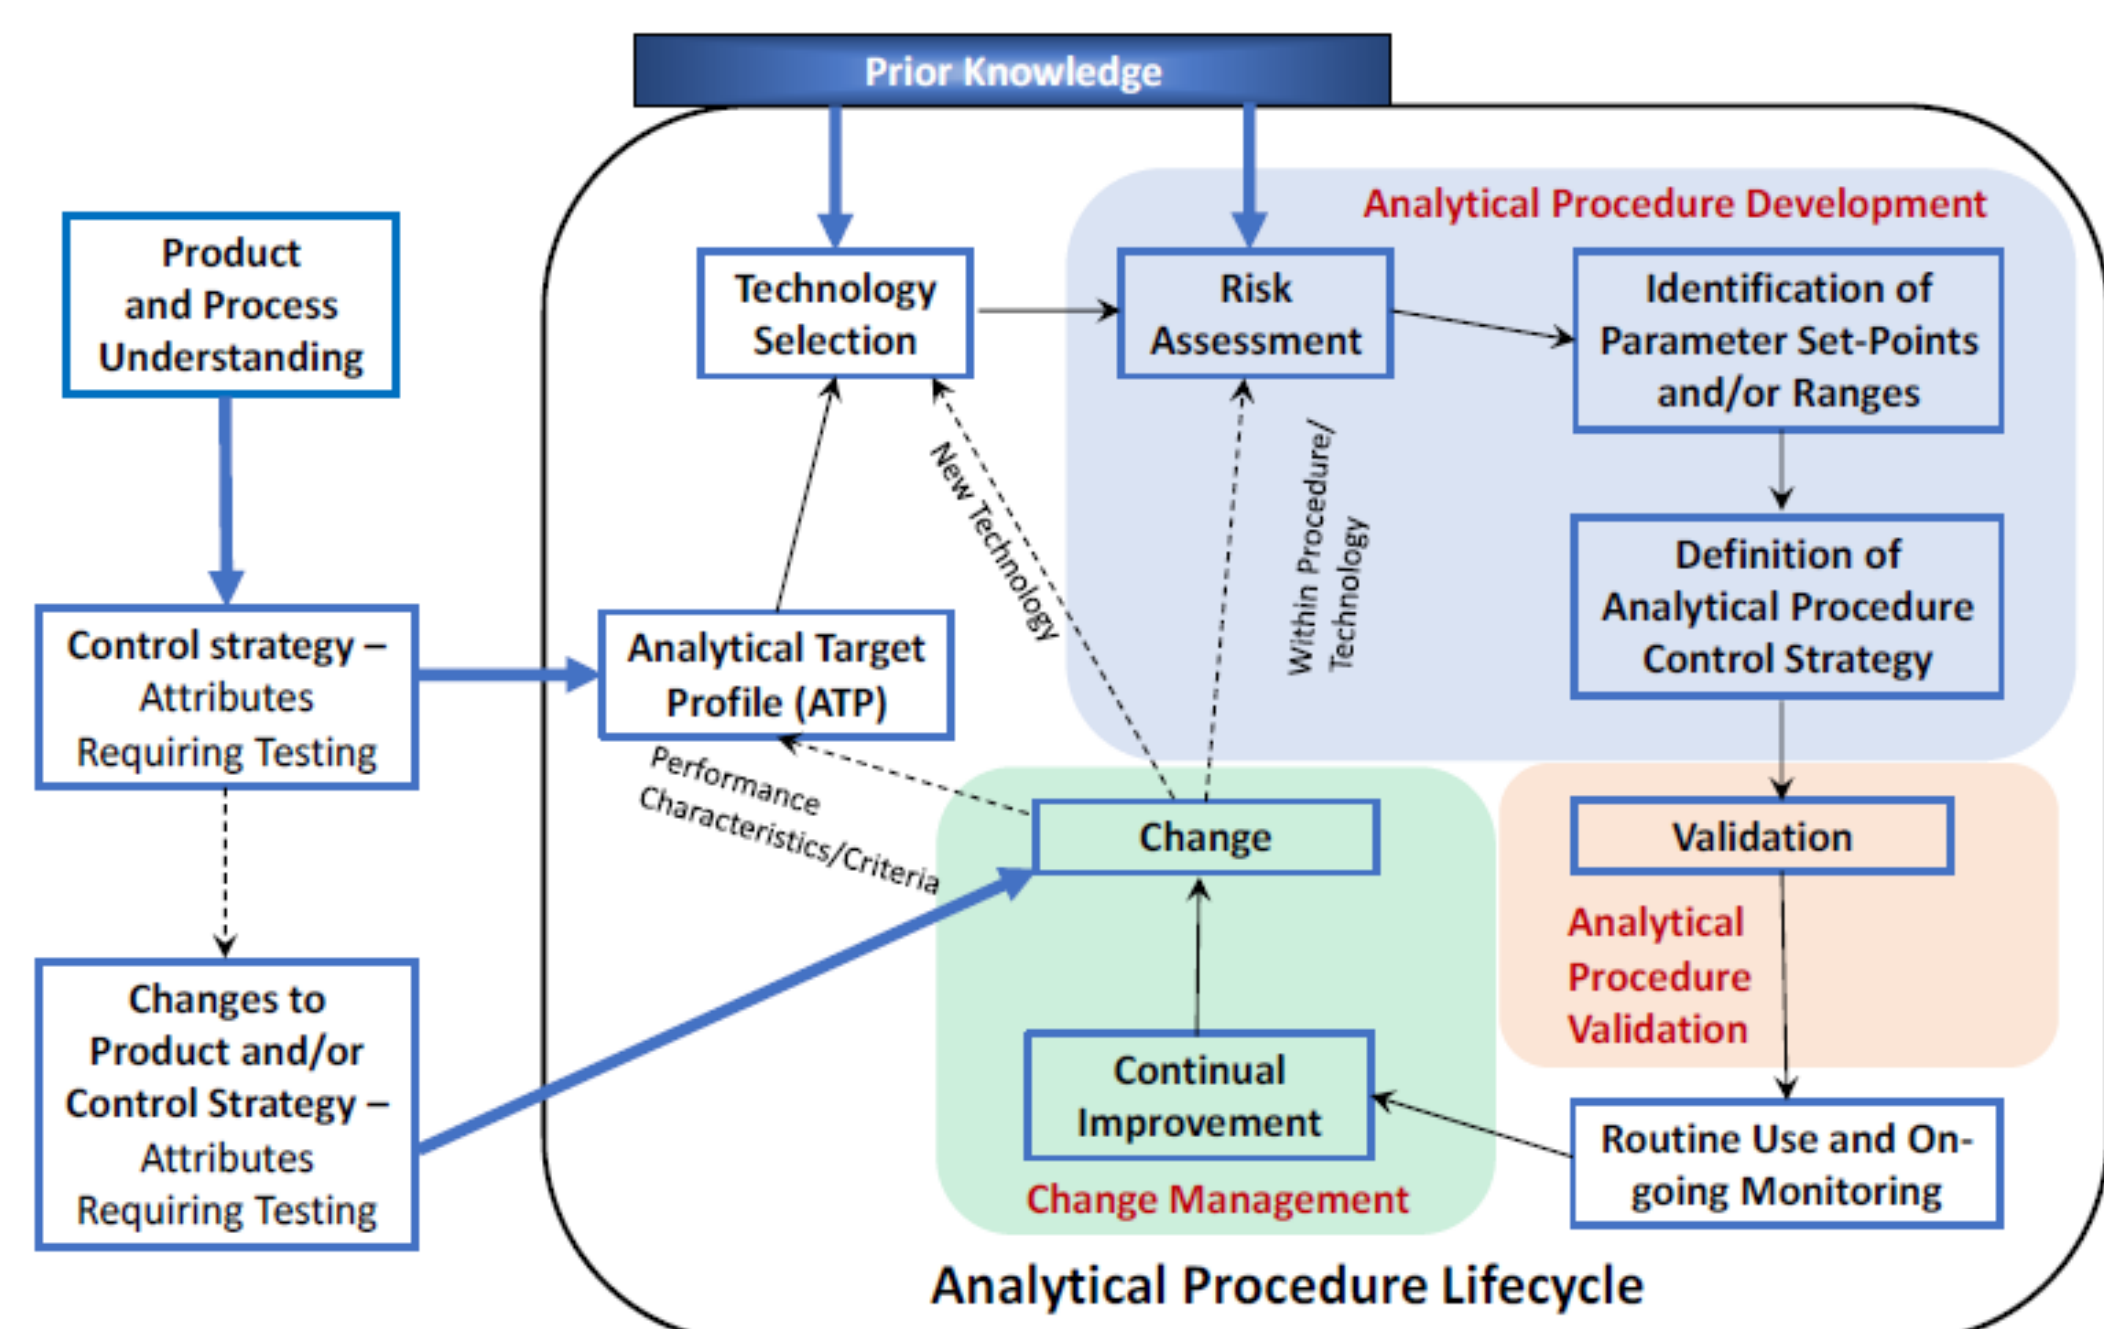 Prior Knowledge
Analytical Procedure Development
Product
and Process
Understanding
Technology
Selection
Risk
Assessment
Identification of
Parameter Set-Points
and/or Ranges
New Technology
Within Procedure/
Technology
Definition of
Analytical Procedure
Control Strategy
Control strategy –
Attributes
Requiring Testing
Analytical Target
Profile (ATP)
Performance
Characteristics/Criteria
Change
Validation
Analytical
Procedure
Validation
Changes to
Product and/or
Control Strategy –
Attributes
Requiring Testing
Continual
Improvement
Change Management
Routine Use and On-
going Monitoring
Analytical Procedure Lifecycle